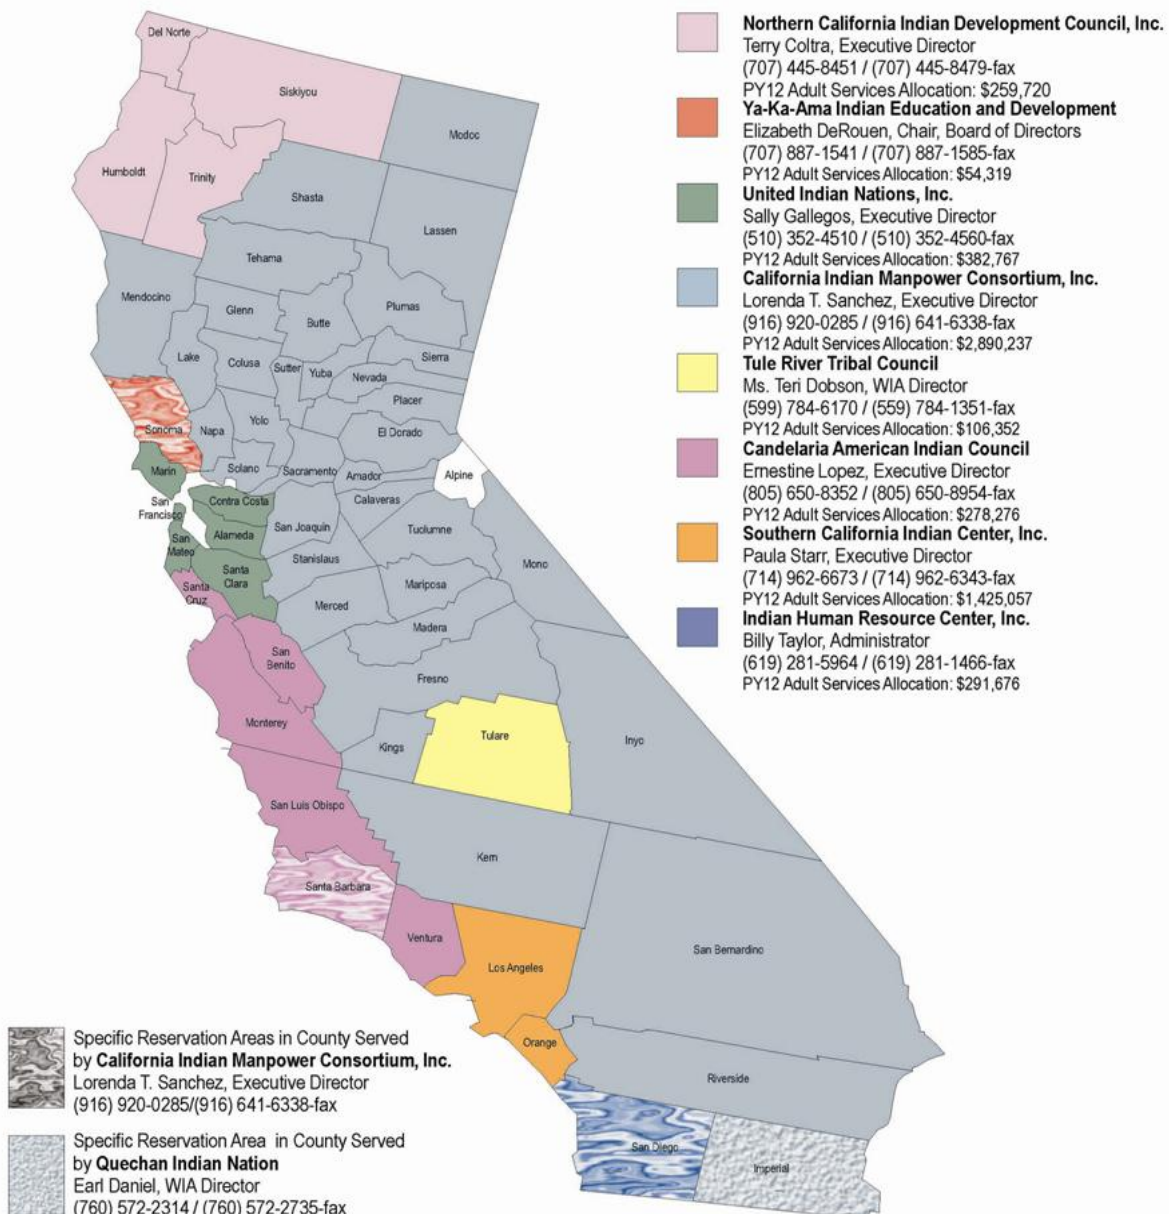 Northern California Indian Development Council, Inc.
Terry Coltra, Executive Director
(707) 445-8451 / (707) 445-8479-fax
PY12 Adult Services Allocation: $259,720
Ya-Ka-Ama Indian Education and Development
Elizabeth DeRouen, Chair, Board of Directors
(707) 887-1541 / (707) 887-1585-fax
PY12 Adult Services Allocation: $54,319
United Indian Nations, Inc.
Sally Gallegos, Executive Director
(510) 352-4510 / (510) 352-4560-fax
PY12 Adult Services Allocation: $382,767
California Indian Manpower Consortium, Inc.
Lorenda T. Sanchez, Executive Director
(916) 920-0285 / (916) 641-6338-fax
PY12 Adult Services Allocation: $2,890,237
Tule River Tribal Council
Ms. Teri Dobson, WIA Director
(599) 784-6170 / (559) 784-1351-fax
PY12 Adult Services Allocation: $106,352
Candelaria American Indian Council
Ernestine Lopez, Executive Director
(805) 650-8352 / (805) 650-8954-fax
PY12 Adult Services Allocation: $278,276
Southern California Indian Center, Inc.
Paula Starr, Executive Director
(714) 962-6673 / (714) 962-6343-fax
PY12 Adult Services Allocation: $1,425,057
Indian Human Resource Center, Inc.
Billy Taylor, Administrator
(619) 281-5964 / (619) 281-1466-fax
PY12 Adult Services Allocation: $291,676
Del Norte
Siskiyou
Modoc
Humboldt
Trinity
Shasta
Lassen
Tehama
Mendocino
Glenn
Butte
Plumas
Lake
Colusa
Sutter
Yuba
Nevada
Sierra
Placer
Sonoma
Napa
Yolo
El Dorado
Marin
Solano
Sacramento
Amador
Alpine
San
Francisco
Contra Costa
Calaveras
San Joaquin
Tuolumne
Alameda
San
Mateo
Stanislaus
Mono
Santa
Clara
Santa
Cruz
Merced
Mariposa
Madera
San
Benito
Fresno
Monterey
Kings
Tulare
Inyo
San Luis Obispo
Kern
Santa Barbara
Ventura
Los Angeles
San Bernardino
Orange
Riverside
San Diego
Imperial
Specific Reservation Areas in County Served
by California Indian Manpower Consortium, Inc.
Lorenda T. Sanchez, Executive Director
(916) 920-0285/(916) 641-6338-fax
Specific Reservation Area in County Served
by Quechan Indian Nation
Earl Daniel, WIA Director
(760) 572-2314 / (760) 572-2735-fax